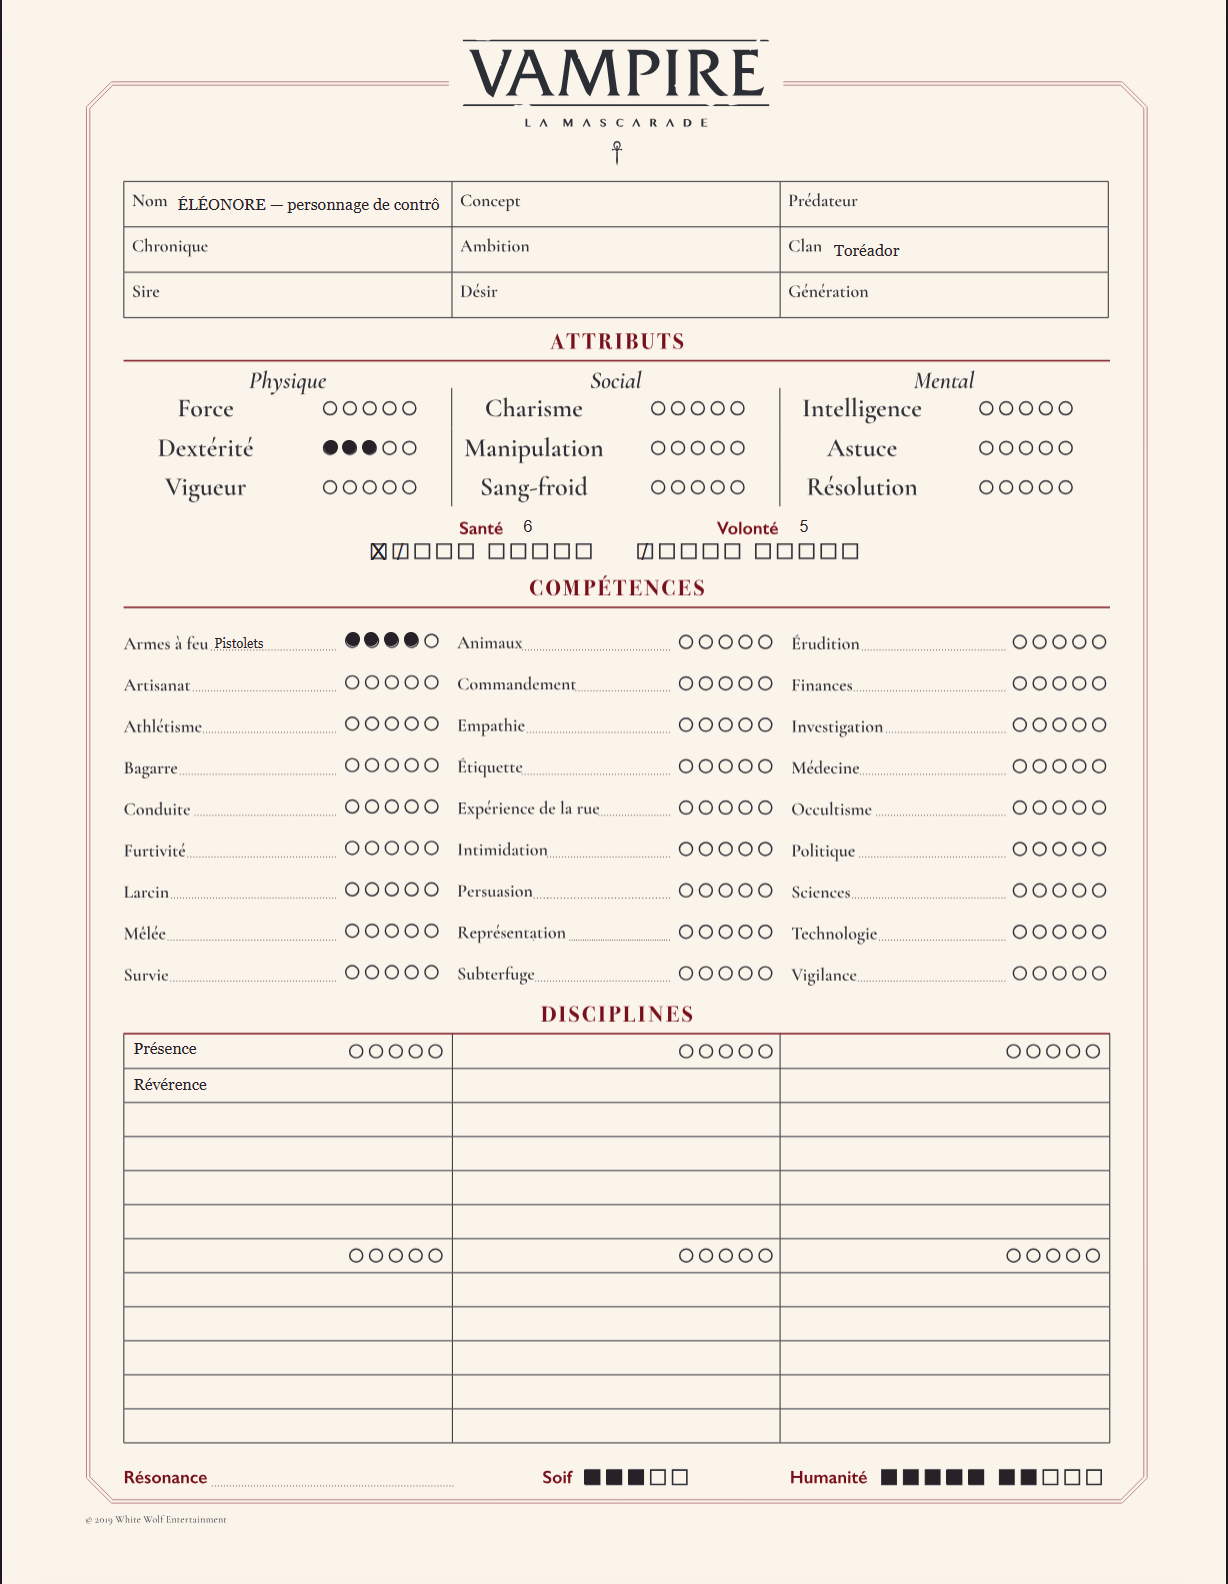 VAMPIRE
LA MASCARADE
Nom ÉLÉONORE — personnage de contrô Concept Prédateur
Chronique Ambition Clan Toréador
Sire Désir Génération
ATTRIBUTS
Physique Social Mental
Force Charisme Intelligence
Dextérité Manipulation Astuce
Vigueur Sang-froid Résolution
Santé 6 Volonté 5
X / /
COMPÉTENCES
Armes à feu Pistolets Animaux Érudition
Artisanat Commandement Finances
Athlétisme Empathie Investigation
Bagarre Étiquette Médecine
Conduite Expérience de la rue Occultisme
Furtivité Intimidation Politique
Larcin Persuasion Sciences
Mêlée Représentation Technologie
Survie Subterfuge Vigilance
DISCIPLINES
Présence
Révérence
Résonance Soif Humanité
© 2019 White Wolf Entertainment